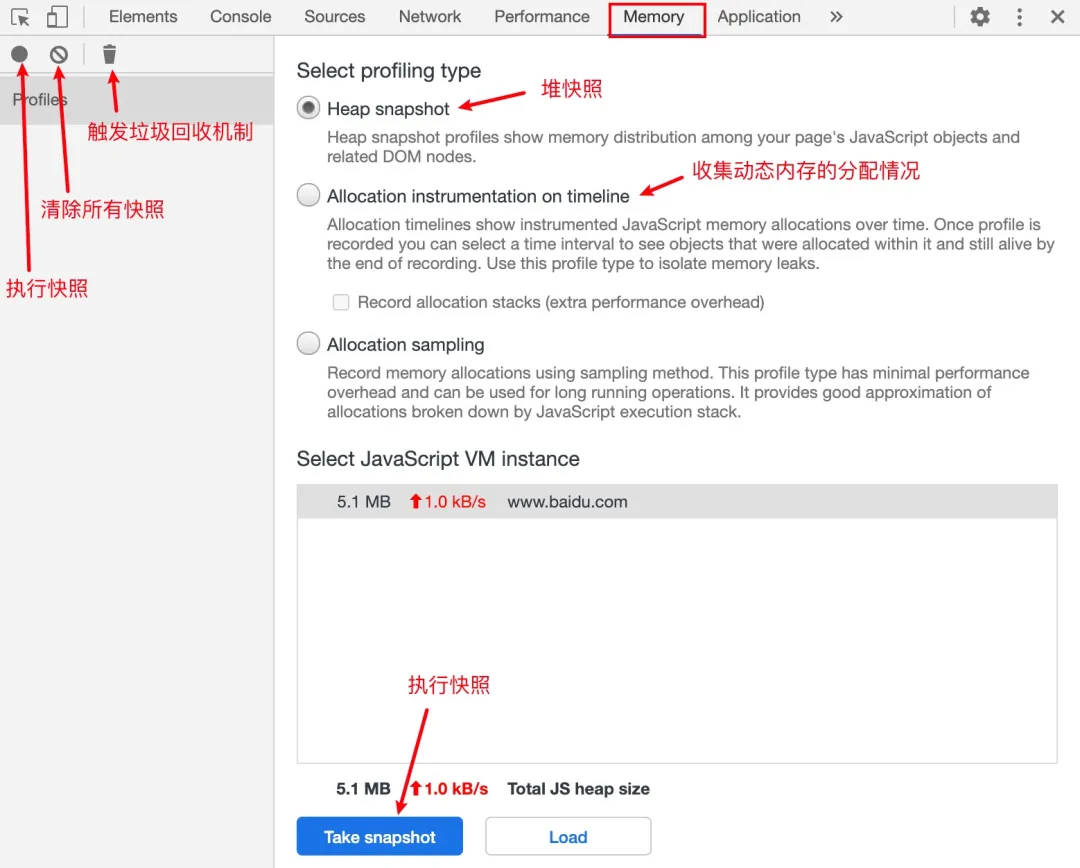 Elements Console Sources Network Performance Memory Application »
Profiles
触发垃圾回收机制
清除所有快照
执行快照
Select profiling type
Heap snapshot
堆快照
Heap snapshot profiles show memory distribution among your page's JavaScript objects and
related DOM nodes.
收集动态内存的分配情况
Allocation instrumentation on timeline
Allocation timelines show instrumented JavaScript memory allocations over time. Once profile is
recorded you can select a time interval to see objects that were allocated within it and still alive by
the end of recording. Use this profile type to isolate memory leaks.
Record allocation stacks (extra performance overhead)
Allocation sampling
Record memory allocations using sampling method. This profile type has minimal performance
overhead and can be used for long running operations. It provides good approximation of
allocations broken down by JavaScript execution stack.
Select JavaScript VM instance
5.1 MB 1.0 kB/s www.baidu.com
执行快照
5.1 MB 1.0 kB/s Total JS heap size
Take snapshot Load